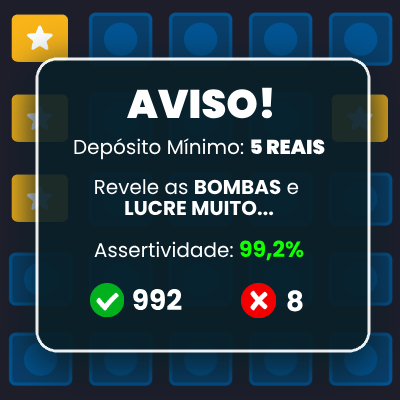 AVISO!
Depósito Mínimo: 5 REAIS
Revele as BOMBAS e
LUCRE MUITO...
Assertividade: 99,2%
992 8